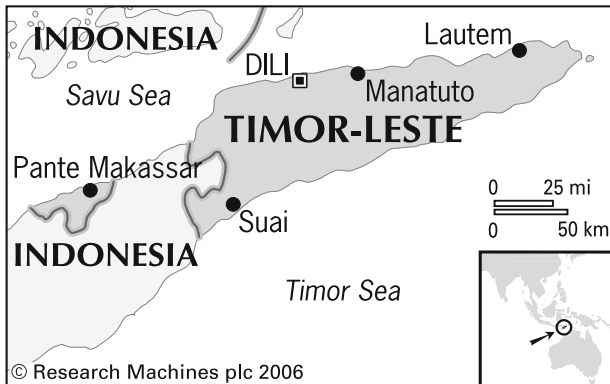 INDONESIA
Lautem
DILI
Savu Sea
Manatuto
TIMOR-LESTE
Pante Makassar
0 25 mi
0 50 km
Suai
INDONESIA
Timor Sea
© Research Machines plc 2006